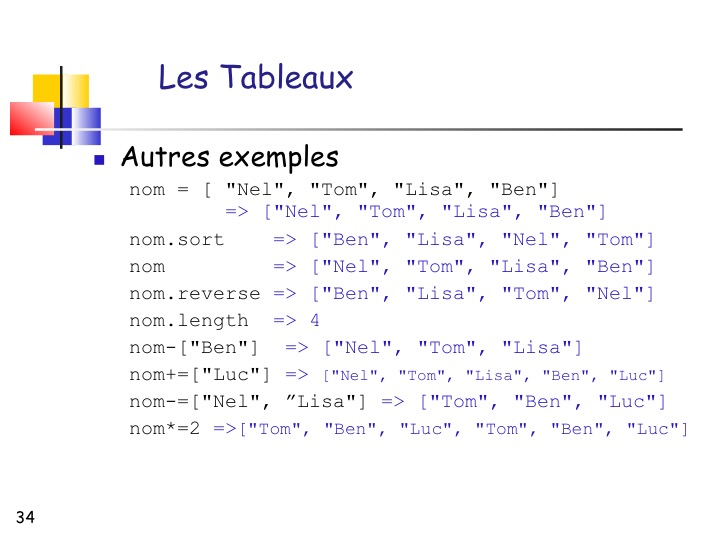 Les Tableaux
Autres exemples
nom = [ "Nel", "Tom", "Lisa", "Ben"]
=> ["Nel", "Tom", "Lisa", "Ben"]
nom.sort => ["Ben", "Lisa", "Nel", "Tom"]
nom => ["Nel", "Tom", "Lisa", "Ben"]
nom.reverse => ["Ben", "Lisa", "Tom", "Nel"]
nom.length => 4
nom-["Ben"] => ["Nel", "Tom", "Lisa"]
nom+=["Luc"] => ["Nel", "Tom", "Lisa", "Ben", "Luc"]
nom-=["Nel", ”Lisa"] => ["Tom", "Ben", "Luc"]
nom*=2 =>["Tom", "Ben", "Luc", "Tom", "Ben", "Luc"]
34